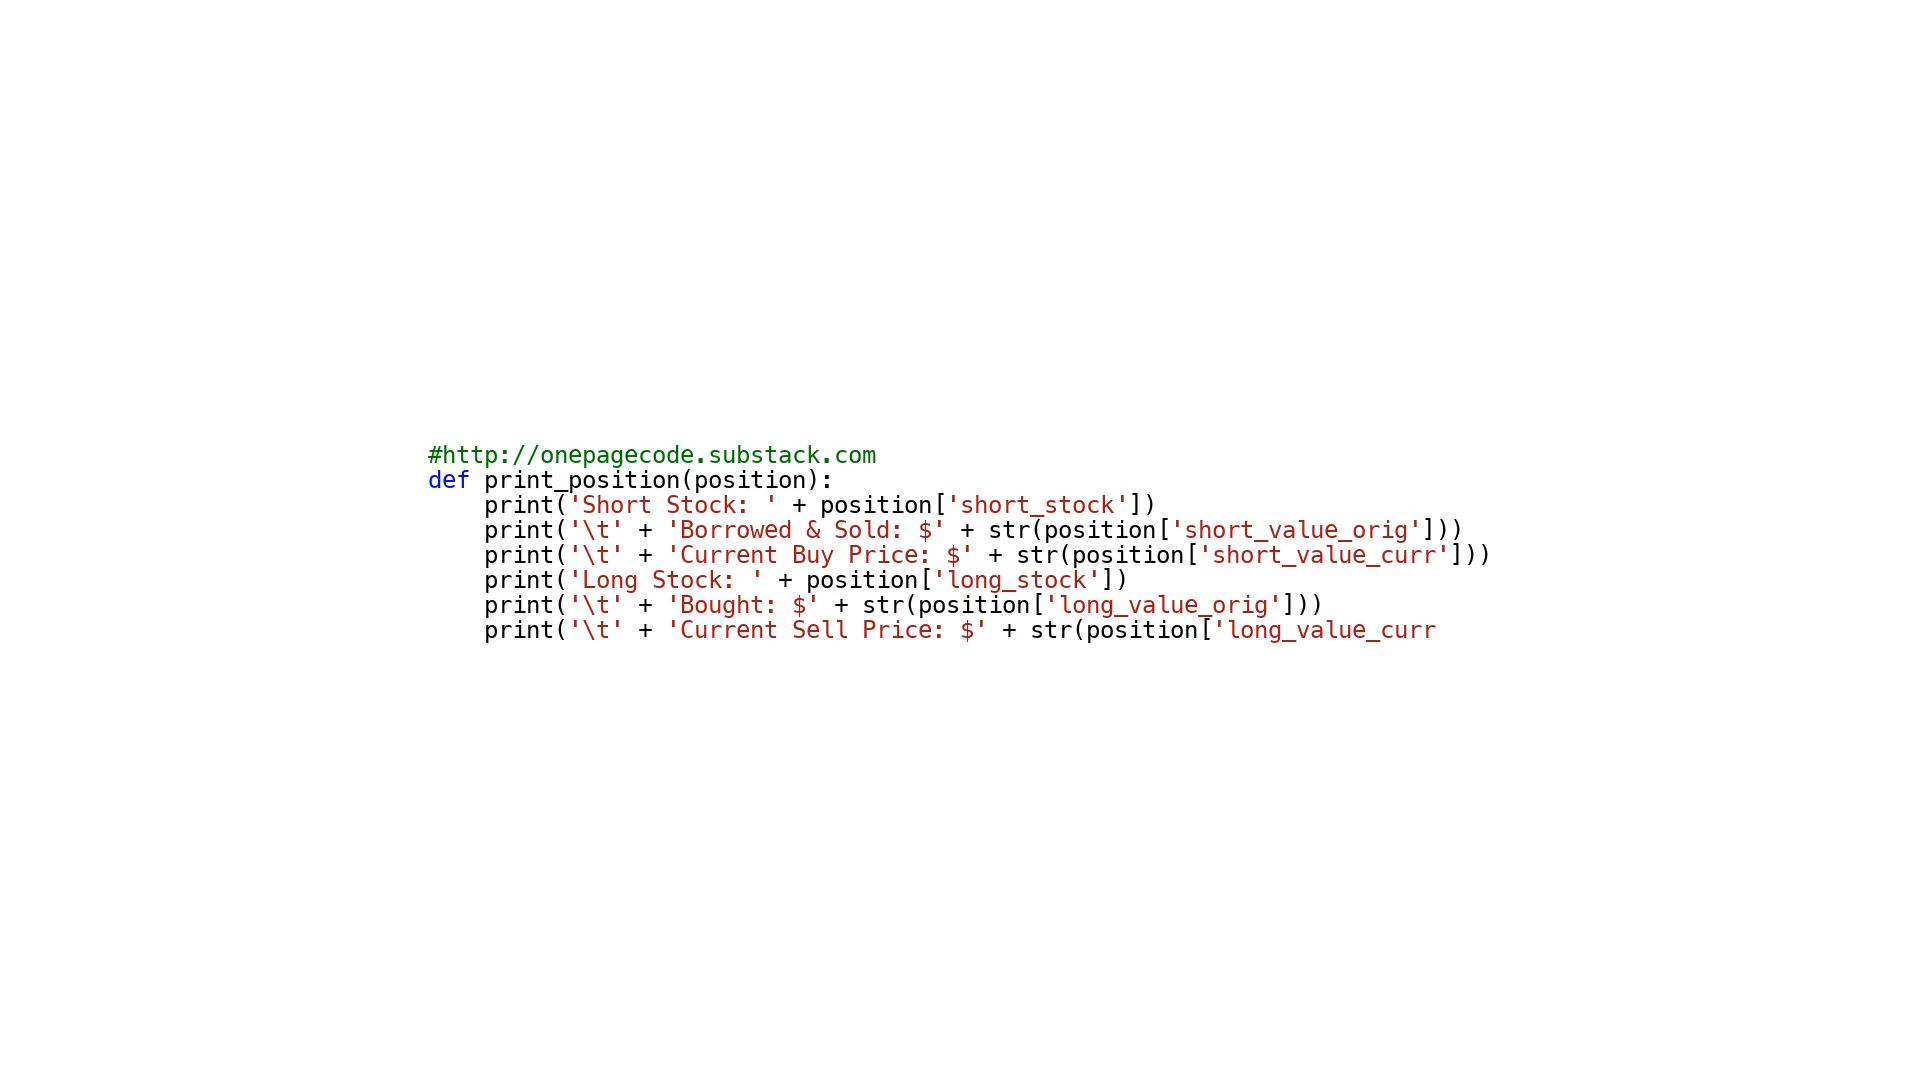 #http://onepagecode.substack.com
def print_position(position):
    print('Short Stock: ' + position['short_stock'])
    print('\t' + 'Borrowed & Sold: $' + str(position['short_value_orig']))
    print('\t' + 'Current Buy Price: $' + str(position['short_value_curr']))
    print('Long Stock: ' + position['long_stock'])
    print('\t' + 'Bought: $' + str(position['long_value_orig']))
    print('\t' + 'Current Sell Price: $' + str(position['long_value_curr